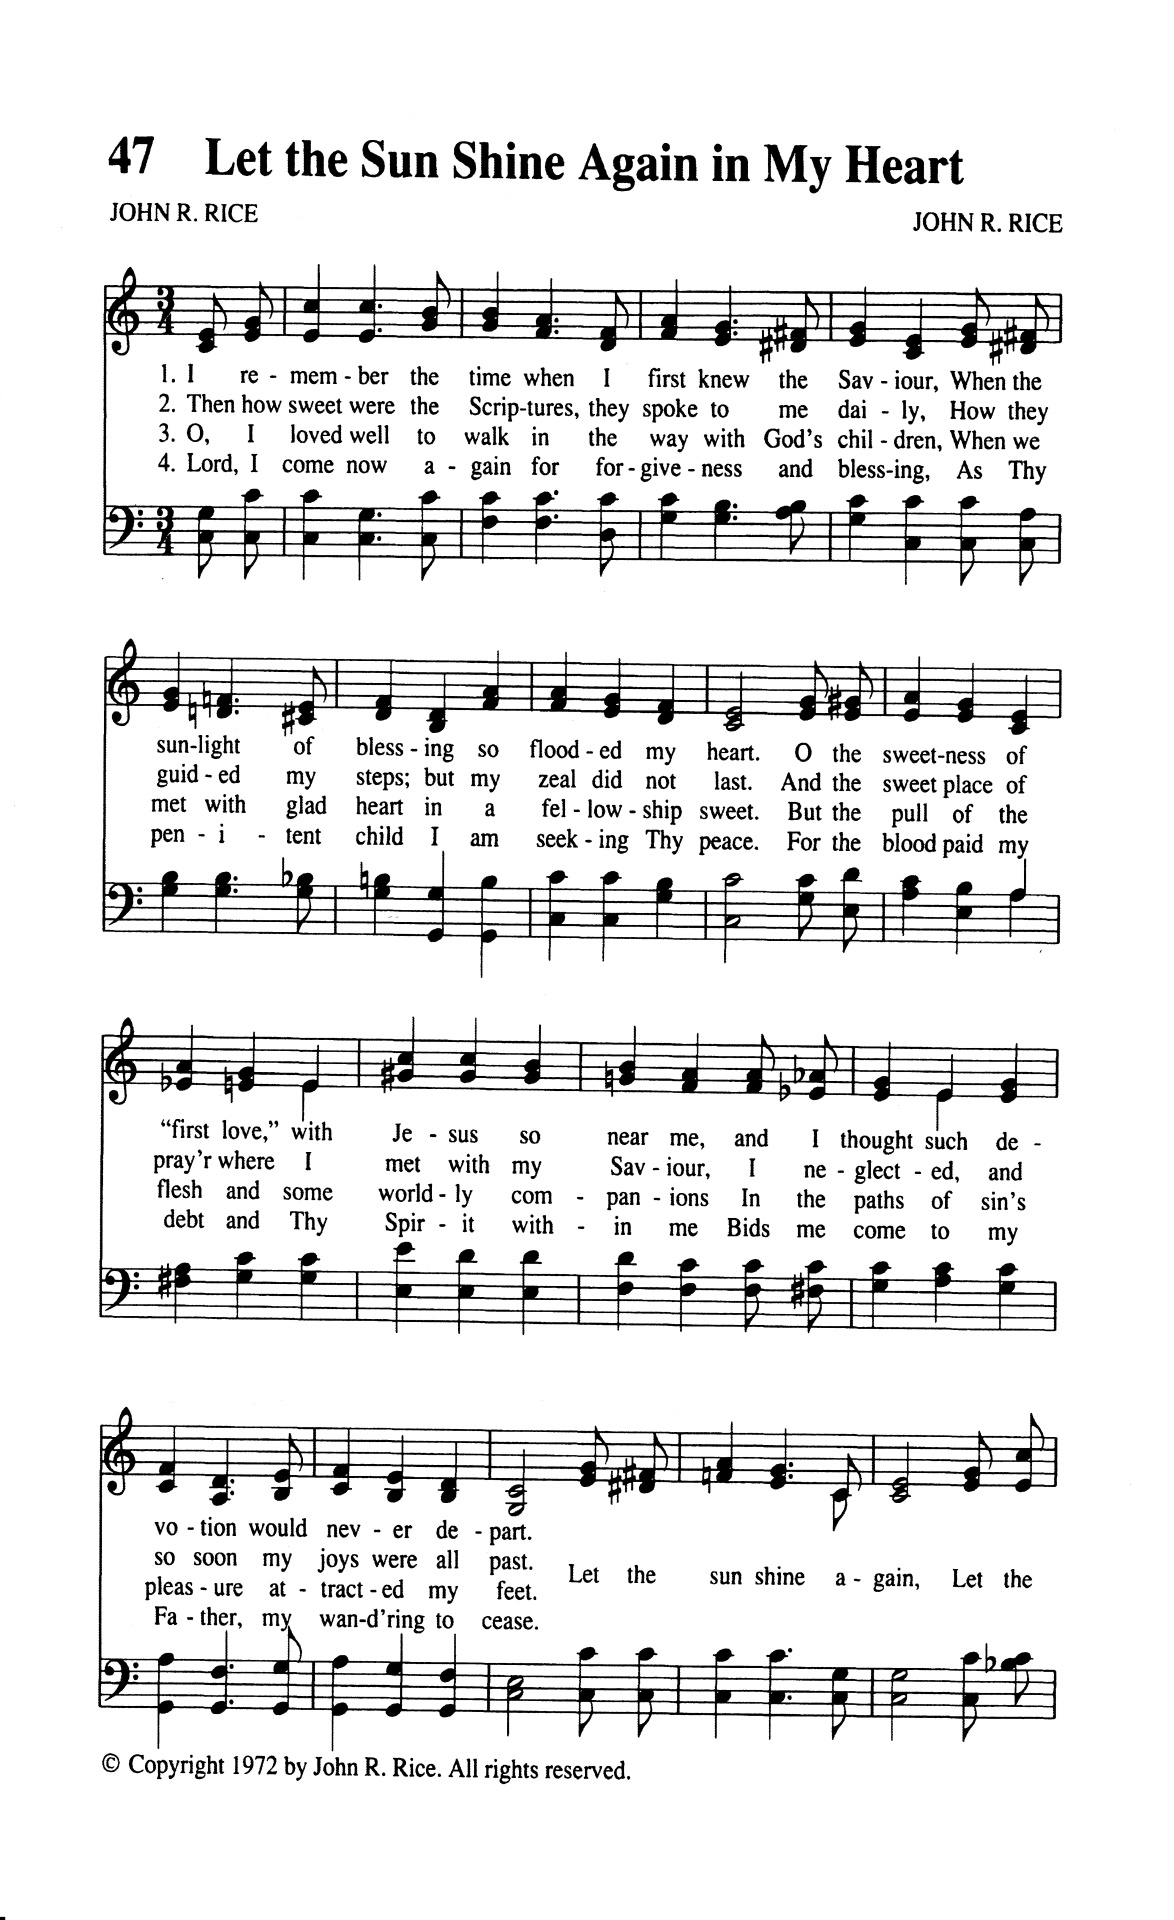 47 Let the Sun Shine Again in My Heart
JOHN R. RICE
JOHN R. RICE
1. I re - mem - ber the time when I first knew the Sav - iour, When the
2. Then how sweet were the Scrip-tures, they spoke to me dai - ly, How they
3. O, I loved well to walk in the way with God's chil - dren, When we
4. Lord, I come now a - gain for for - give - ness and bless-ing, As Thy
sun-light of bless - ing so flood - ed my heart. O the sweet-ness of
guid - ed my steps; but my zeal did not last. And the sweet place of
met with glad heart in a fel - low - ship sweet. But the pull of the
pen - i - tent child I am seek - ing Thy peace. For the blood paid my
"first love," with Je - sus so near me, and I thought such de -
pray'r where I met with my Sav - iour, I ne - glect - ed, and
flesh and some world - ly com - pan - ions In the paths of sin's
debt and Thy Spir - it with - in me Bids me come to my
vo - tion would nev - er de - part.
so soon my joys were all past.
Let the sun shine a - gain, Let the
pleas - ure at - tract - ed my feet.
Fa - ther, my wan-d'ring to cease.
© Copyright 1972 by John R. Rice. All rights reserved.